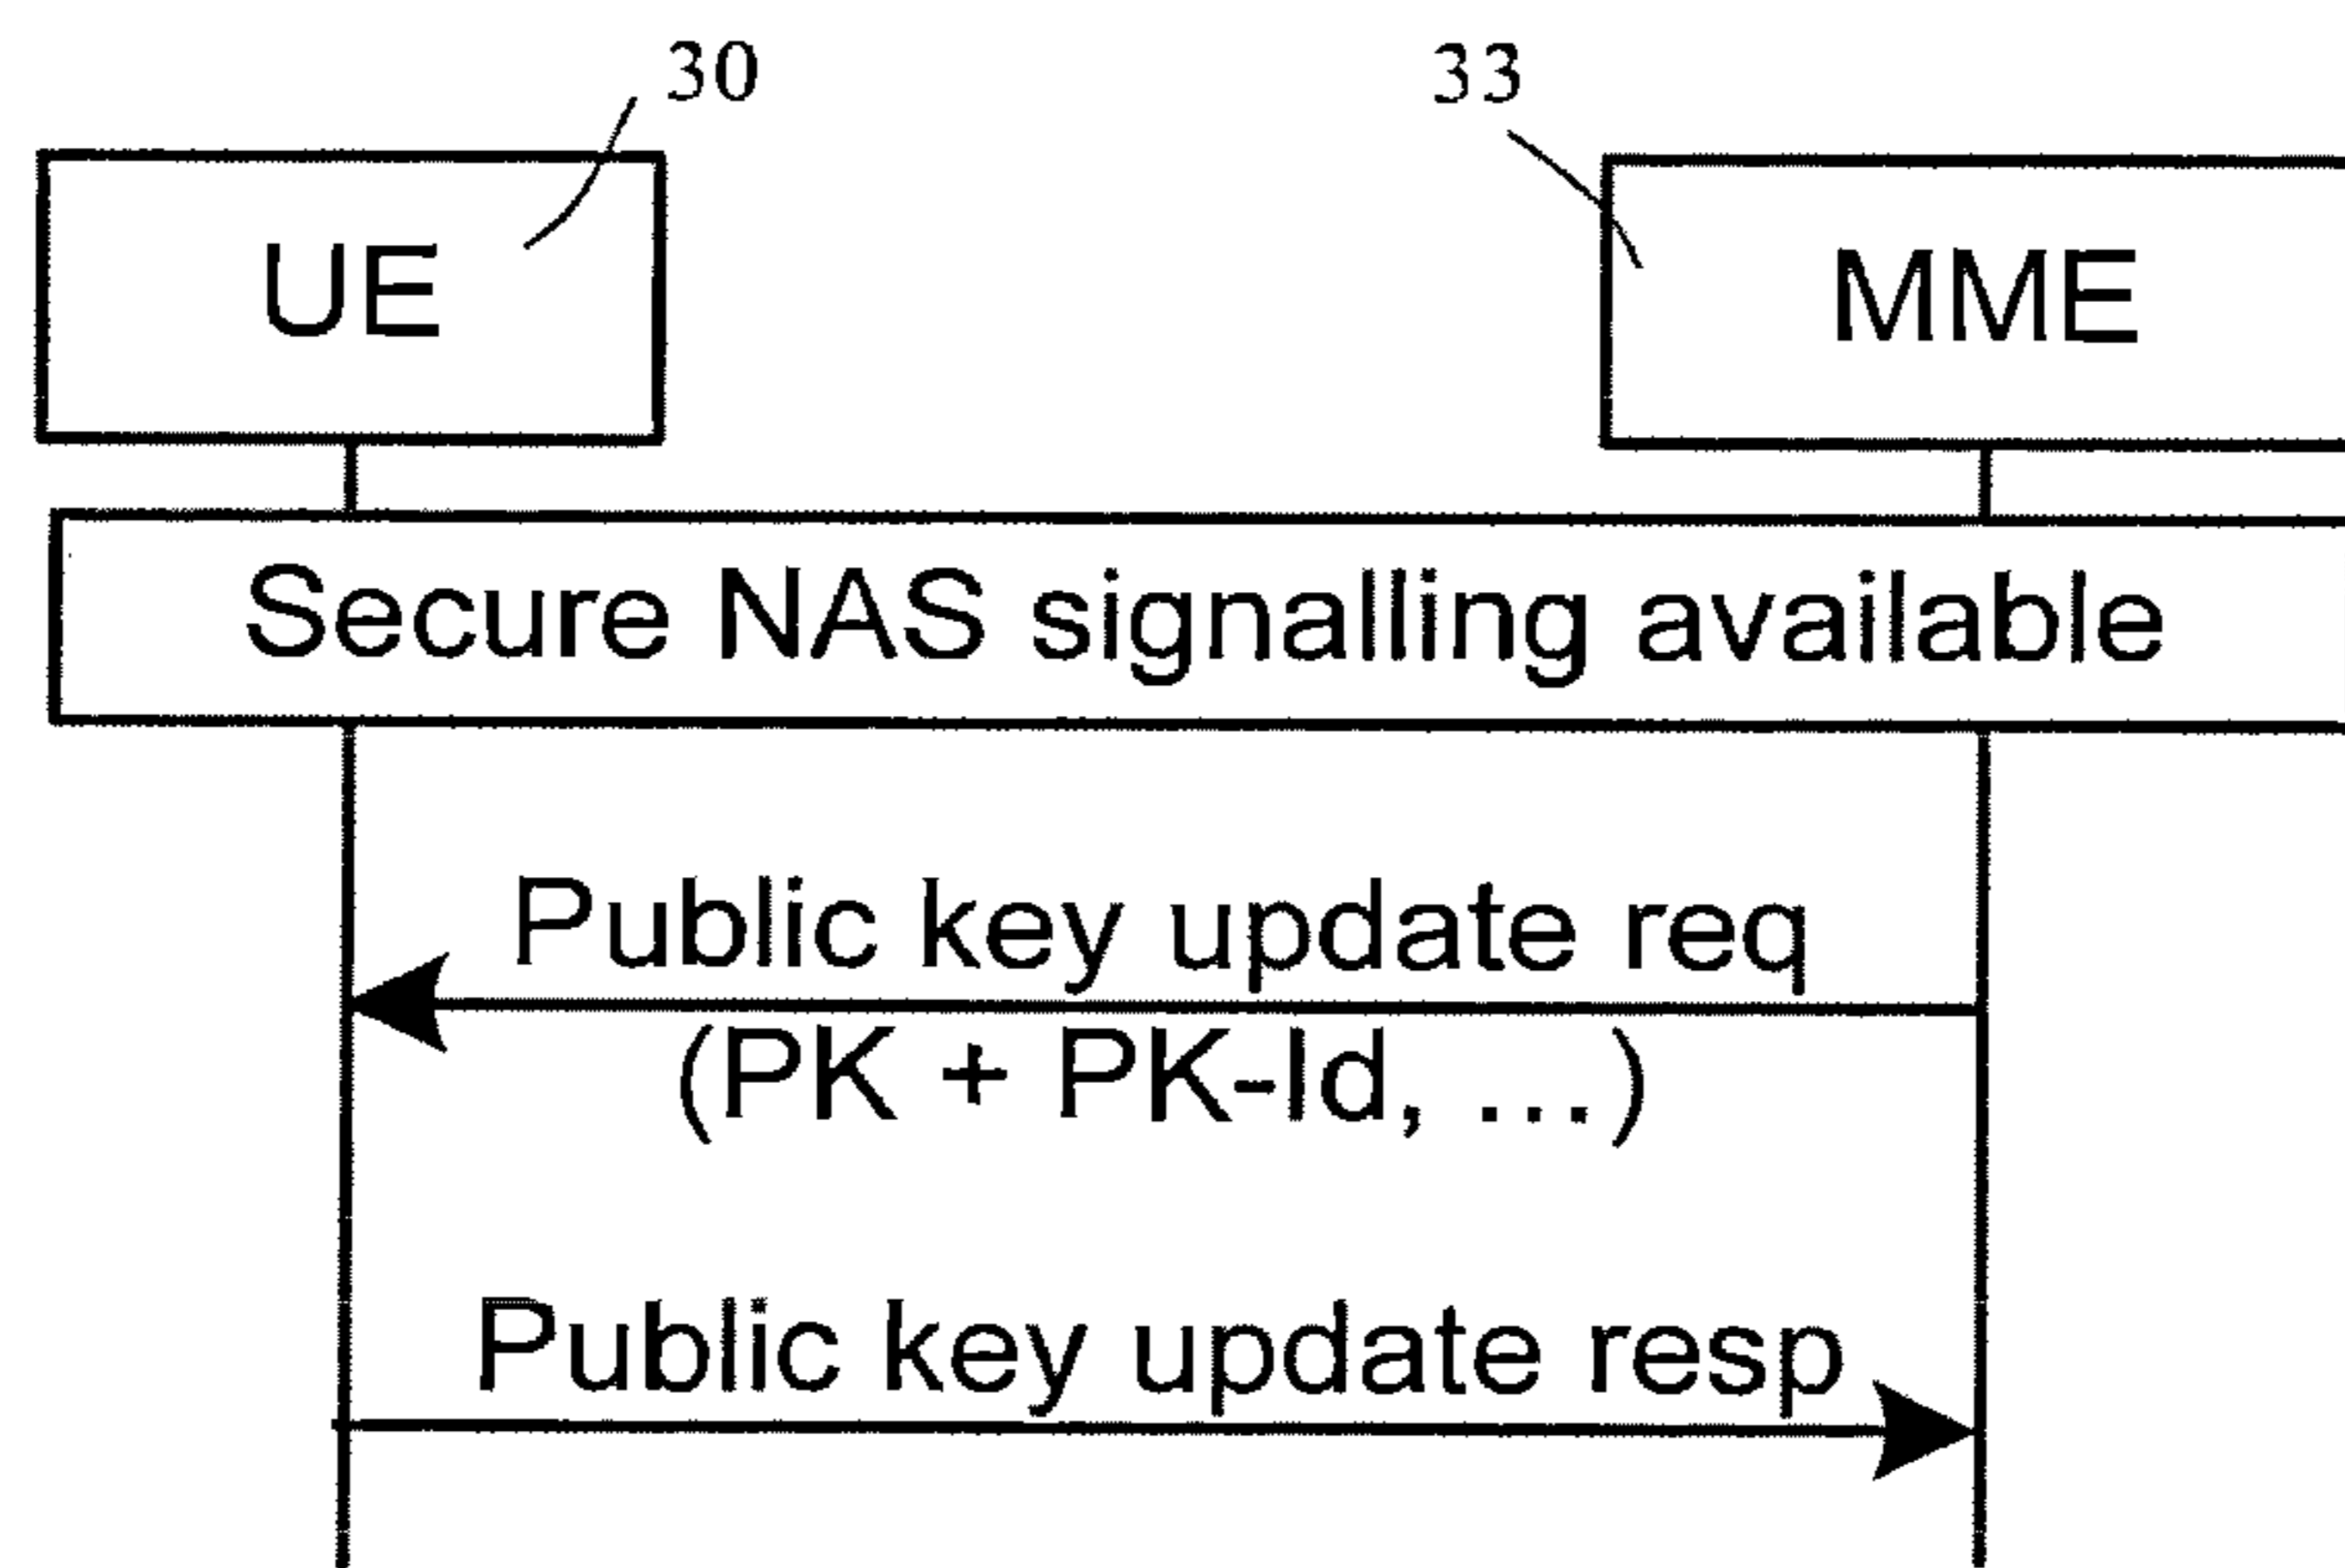 30
33
UE
MME
Secure NAS signalling available
Public key update req
(PK + PK-Id, ...)
Public key update resp